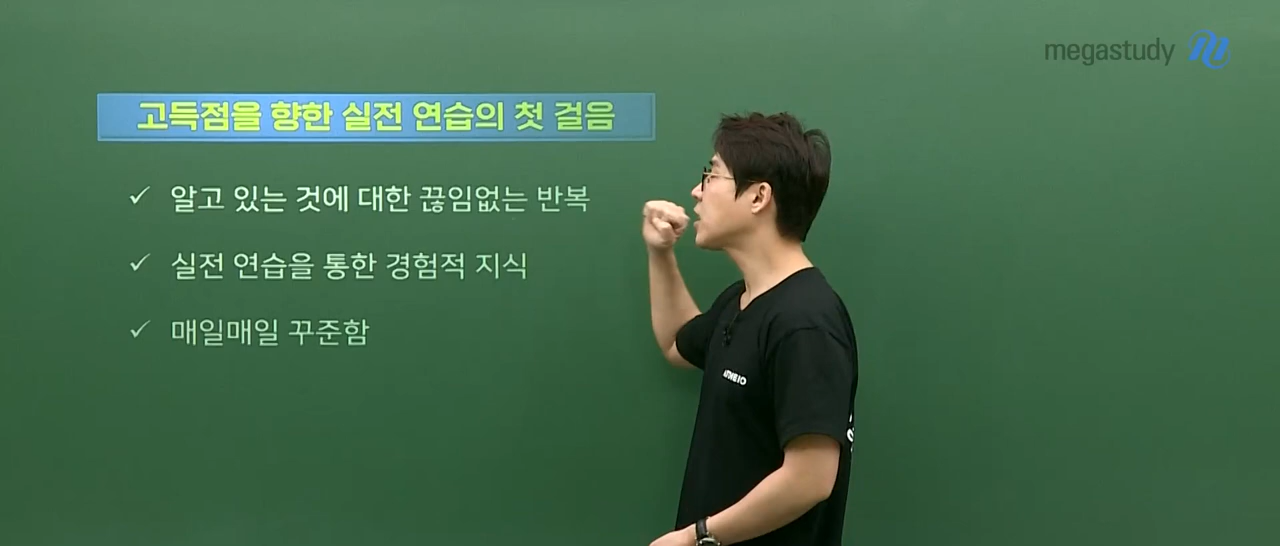 megastudy
고득점을 향한 실전 연습의 첫 걸음
알고 있는 것에 대한 끊임없는 반복
실전 연습을 통한 경험적 지식
매일매일 꾸준함